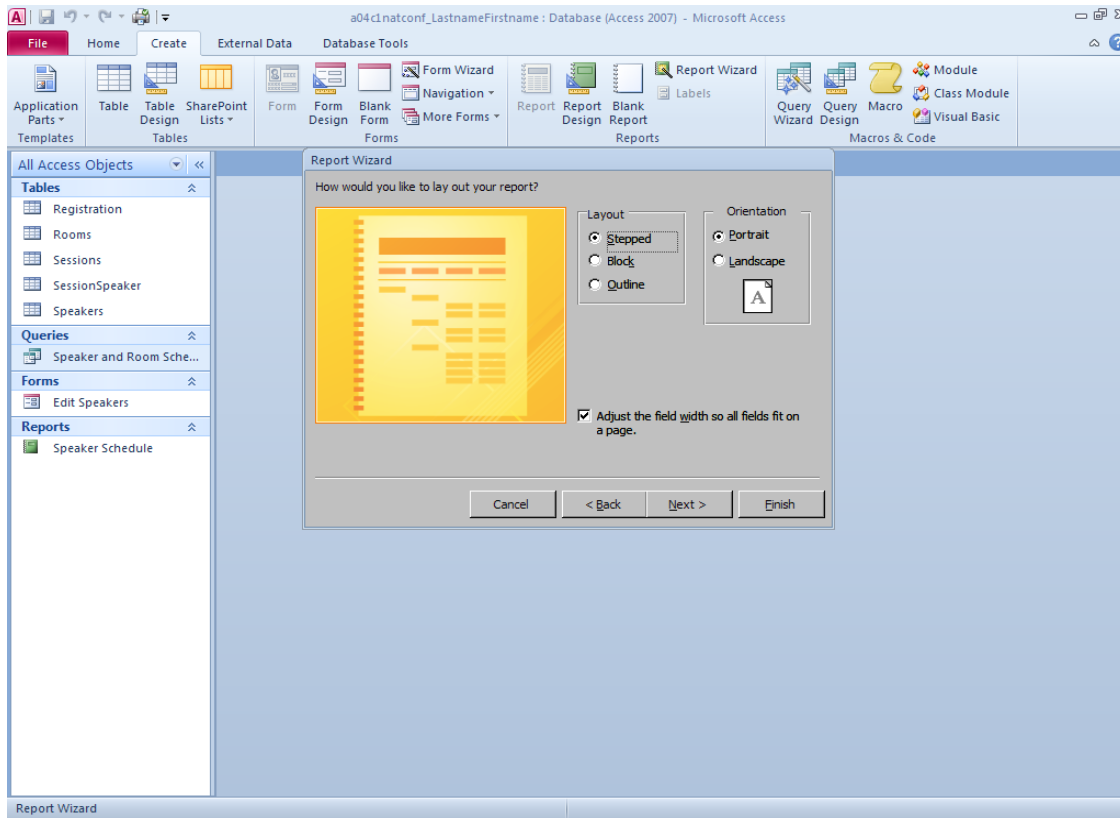 A a04c1natconf_LastnameFirstname : Database (Access 2007) - Microsoft Access
File Home Create External Data Database Tools
Application Parts
Table
Table Design
SharePoint Lists
Form
Form Design
Blank Form
Form Wizard
Navigation
More Forms
Report
Report Design
Blank Report
Report Wizard
Labels
Query Wizard
Query Design
Macro
Module
Class Module
Visual Basic
Templates Tables Forms Reports Macros & Code
All Access Objects
Tables
Registration
Rooms
Sessions
SessionSpeaker
Speakers
Queries
Speaker and Room Sche...
Forms
Edit Speakers
Reports
Speaker Schedule
Report Wizard
How would you like to lay out your report?
Layout
Stepped
Block
Outline
Orientation
Portrait
Landscape
A
Adjust the field width so all fields fit on
a page.
Cancel < Back Next > Finish
Report Wizard